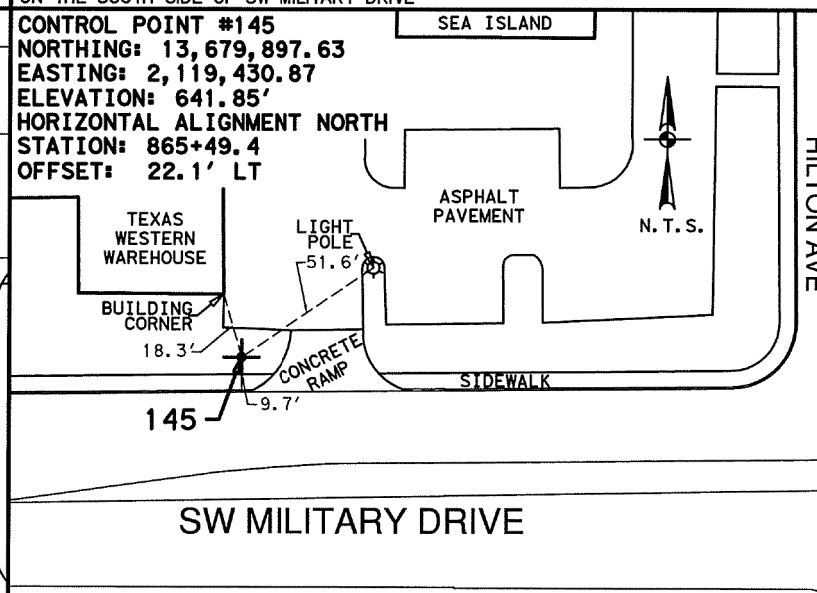 CONTROL POINT #145
NORTHING: 13,679,897.63
EASTING: 2,119,430.87
ELEVATION: 641.85'
HORIZONTAL ALIGNMENT NORTH
STATION: 865+49.4
OFFSET: 22.1' LT
SEA ISLAND
HILTON AVE
N.T.S.
ASPHALT
PAVEMENT
TEXAS
WESTERN
WAREHOUSE
LIGHT
POLE
51.6'
BUILDING
CORNER
18.3'
CONCRETE
RAMP
SIDEWALK
9.7'
145
SW MILITARY DRIVE